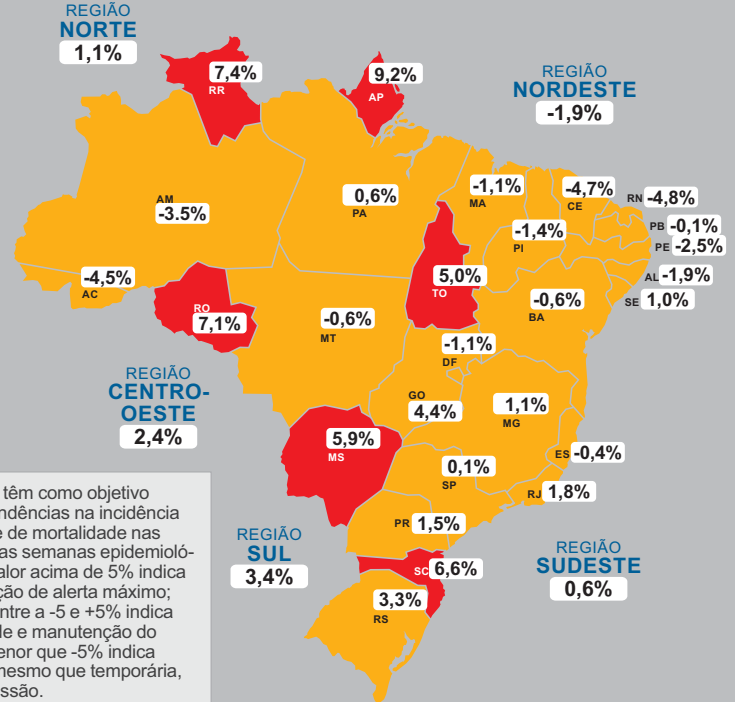 REGIÃO
NORTE
1,1%
7,4%
RR
9,2%
AP
REGIÃO
NORDESTE
-1,9%
AM
-3.5%
0,6%
PA
-1,1%
MA
-4,7%
CE
RN -4,8%
-1,4%
PI
PB -0,1%
PE -2,5%
AL -1,9%
SE 1,0%
-4,5%
AC
RO
7,1%
5,0%
TO
-0,6%
MT
-0,6%
BA
-1,1%
DF
REGIÃO
CENTRO-
OESTE
2,4%
GO
4,4%
1,1%
MG
5,9%
MS
0,1%
SP
ES -0,4%
RJ 1,8%
PR 1,5%
REGIÃO
SUL
3,4%
SC 6,6%
3,3%
RS
REGIÃO
SUDESTE
0,6%
têm como objetivo
ndências na incidência
e de mortalidade nas
as semanas epidemioló-
alor acima de 5% indica
ção de alerta máximo;
ntre a -5 e +5% indica
de e manutenção do
enor que -5% indica
mesmo que temporária,
ssão.